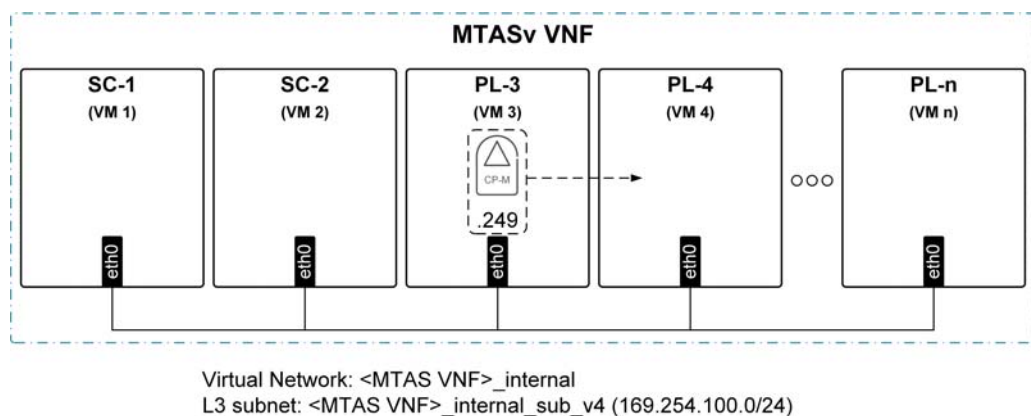 MTASv VNF
SC-1
(VM 1)
SC-2
(VM 2)
PL-3
(VM 3)
PL-4
(VM 4)
PL-n
(VM n)
CP-M
.249
eth0
eth0
eth0
eth0
eth0
Virtual Network: <MTAS VNF>_internal
L3 subnet: <MTAS VNF>_internal_sub_v4 (169.254.100.0/24)